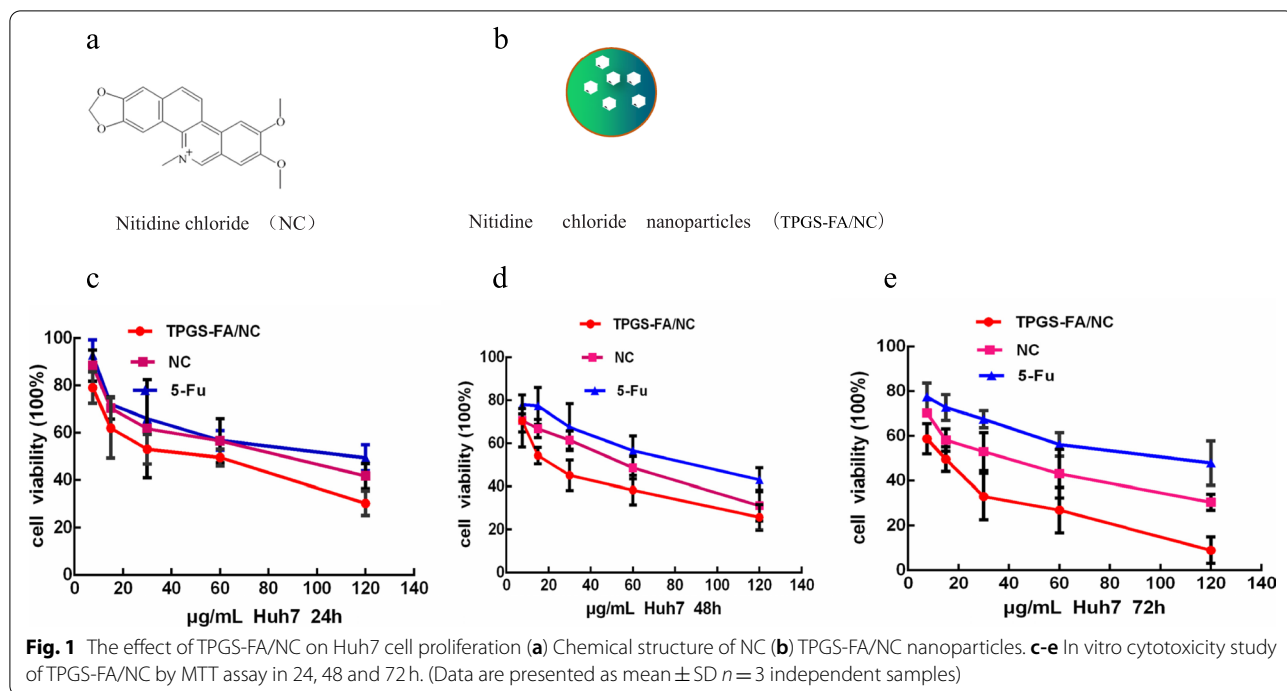 a
b
O
O
N+
O
O
Nitidine chloride （NC）
Nitidine chloride nanoparticles （TPGS-FA/NC）
c
d
e
TPGS-FA/NC
NC
5-Fu
100
80
60
40
20
0
cell viability (100%)
0 20 40 60 80 100 120 140
µg/mL Huh7 24h
TPGS-FA/NC
NC
5-Fu
100
80
60
40
20
0
cell viability (100%)
0 20 40 60 80 100 120 140
µg/mL Huh7 48h
TPGS-FA/NC
NC
5-Fu
100
80
60
40
20
0
cell viability (100%)
0 20 40 60 80 100 120 140
µg/mL Huh7 72h
Fig. 1 The effect of TPGS-FA/NC on Huh7 cell proliferation (a) Chemical structure of NC (b) TPGS-FA/NC nanoparticles. c-e In vitro cytotoxicity study
of TPGS-FA/NC by MTT assay in 24, 48 and 72 h. (Data are presented as mean ± SD n = 3 independent samples)